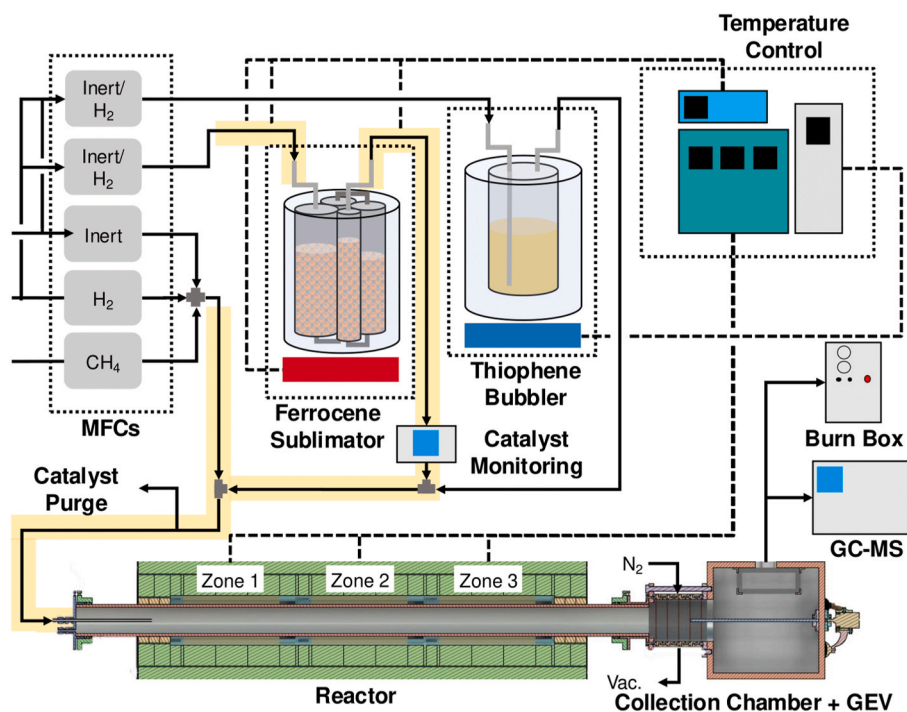 Temperature
Control
Inert/
H2
Inert/
H2
Inert
H2
CH4
MFCs
Ferrocene
Sublimator
Thiophene
Bubbler
Catalyst
Monitoring
Burn Box
GC-MS
Catalyst
Purge
Zone 1
Zone 2
Zone 3
N2
Vac.
Reactor
Collection Chamber + GEV